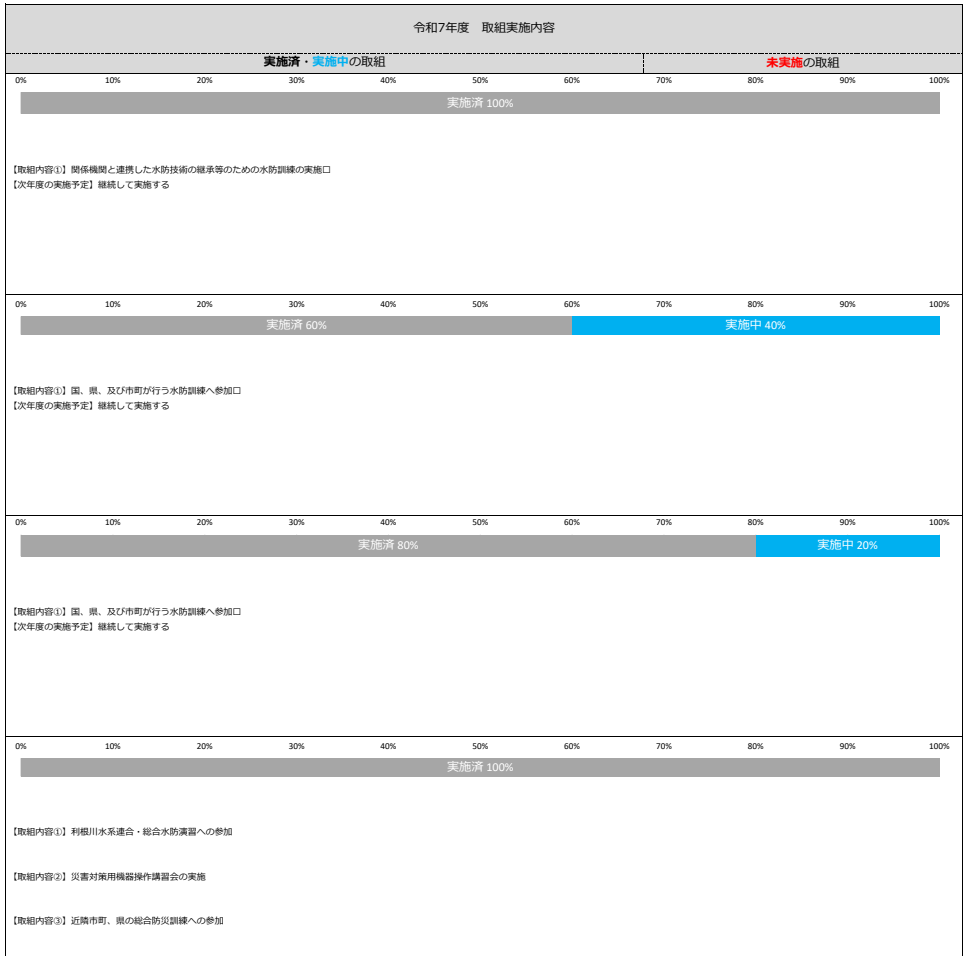 令和7年度　取組実施内容
実施済・実施中の取組　未実施の取組
0% 10% 20% 30% 40% 50% 60% 70% 80% 90% 100%
実施済 100%
【取組内容①】関係機関と連携した水防技術の継承等のための水防訓練の実施口
【次年度の実施予定】継続して実施する
0% 10% 20% 30% 40% 50% 60% 70% 80% 90% 100%
実施済 60%　実施中 40%
【取組内容①】国、県、及び市町が行う水防訓練へ参加口
【次年度の実施予定】継続して実施する
0% 10% 20% 30% 40% 50% 60% 70% 80% 90% 100%
実施済 80%　実施中 20%
【取組内容①】国、県、及び市町が行う水防訓練へ参加口
【次年度の実施予定】継続して実施する
0% 10% 20% 30% 40% 50% 60% 70% 80% 90% 100%
実施済 100%
【取組内容①】利根川水系連合・総合水防演習への参加
【取組内容②】災害対策用機器操作講習会の実施
【取組内容③】近隣市町、県の総合防災訓練への参加